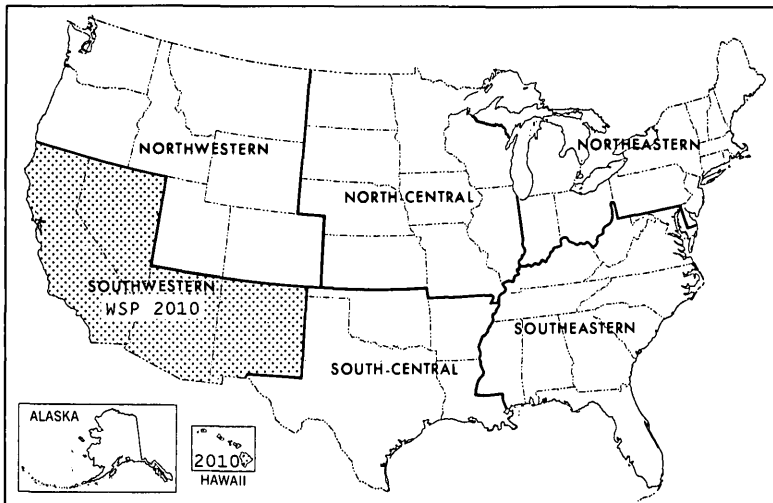 NORTHWESTERN
NORTHEASTERN
NORTH-CENTRAL
SOUTHWESTERN
WSP 2010
SOUTHEASTERN
SOUTH-CENTRAL
ALASKA
2010
HAWAII